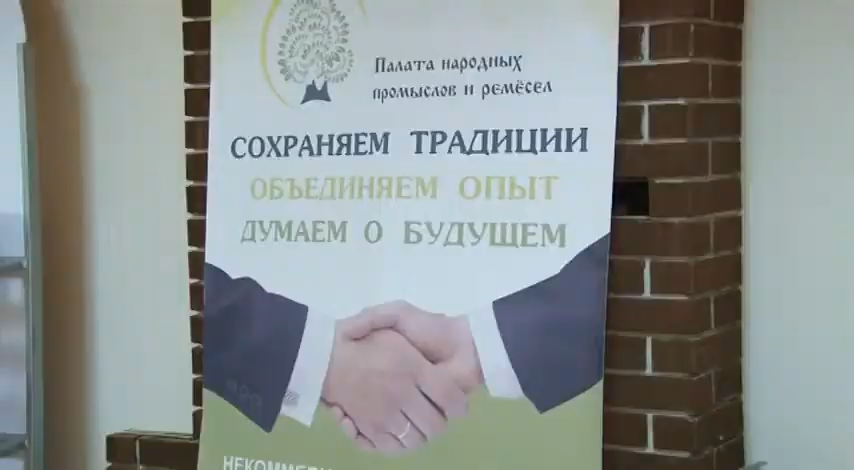 Палата народных
промыслов и ремёсел
СОХРАНЯЕМ ТРАДИЦИИ
ОБЪЕДИНЯЕМ ОПЫТ
ДУМАЕМ О БУДУЩЕМ